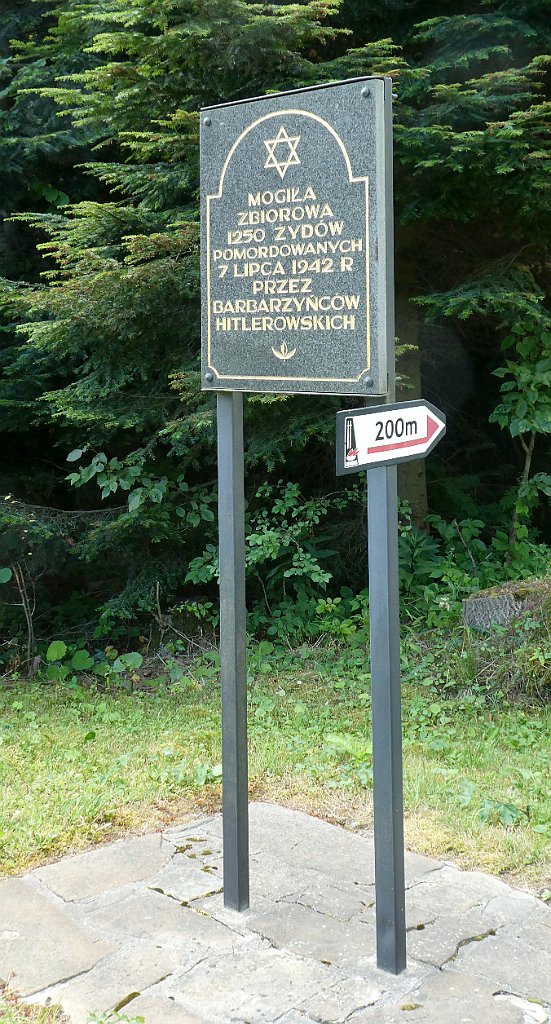 MOGIŁA
ZBIOROWA
1250 ŻYDÓW
POMORDOWANYCH
7 LIPCA 1942 R
PRZEZ
BARBARZYŃCÓW
HITLEROWSKICH
200m